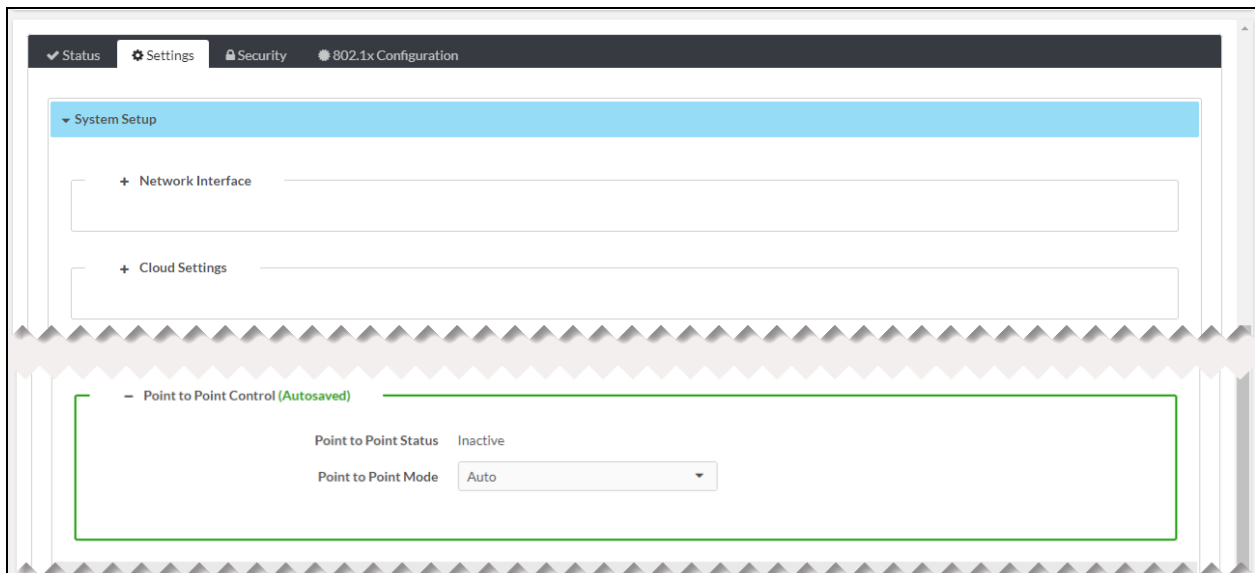 Status Settings Security 802.1x Configuration
System Setup
+ Network Interface
+ Cloud Settings
− Point to Point Control (Autosaved)
Point to Point Status Inactive
Point to Point Mode Auto